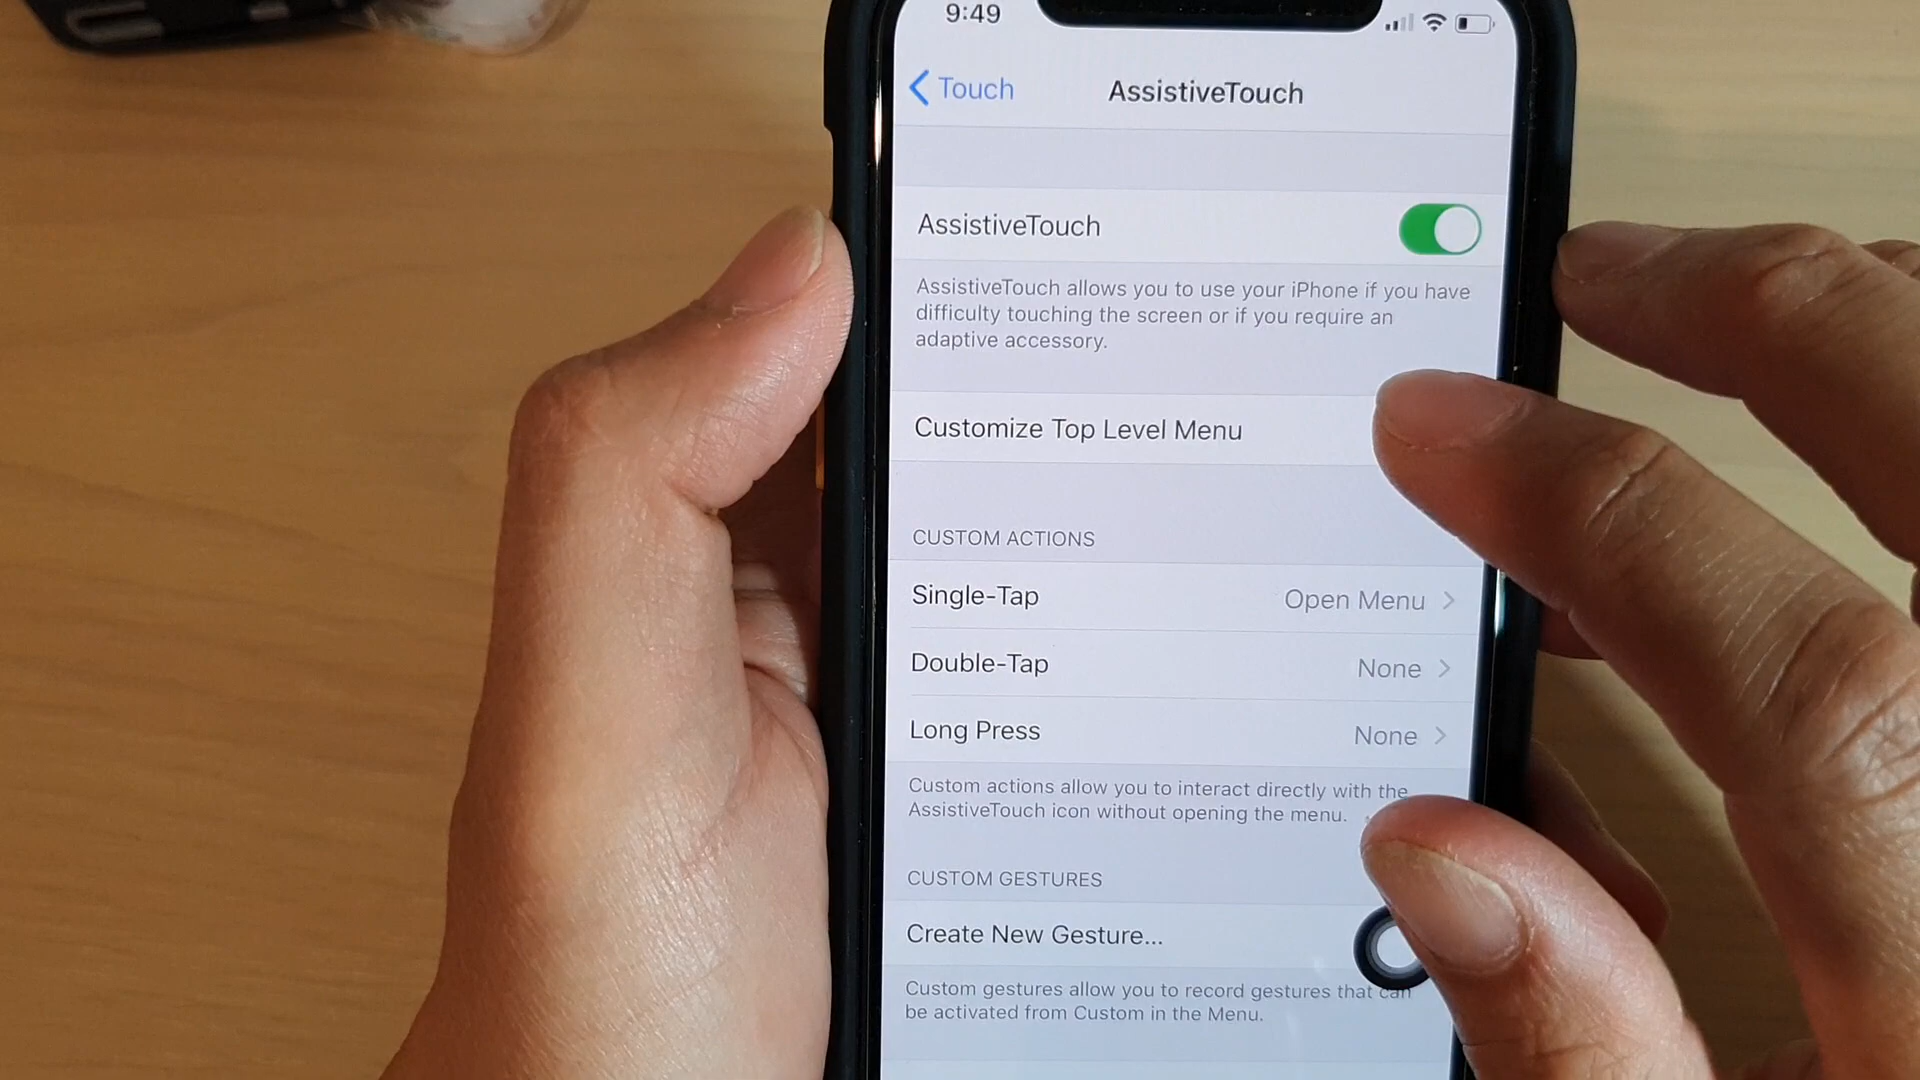 9:49
Touch
AssistiveTouch
AssistiveTouch
AssistiveTouch allows you to use your iPhone if you have
difficulty touching the screen or if you require an
adaptive accessory.
Customize Top Level Menu
CUSTOM ACTIONS
Single-Tap Open Menu
Double-Tap None
Long Press None
Custom actions allow you to interact directly with the
AssistiveTouch icon without opening the menu.
CUSTOM GESTURES
Create New Gesture...
Custom gestures allow you to record gestures that can
be activated from Custom in the Menu.